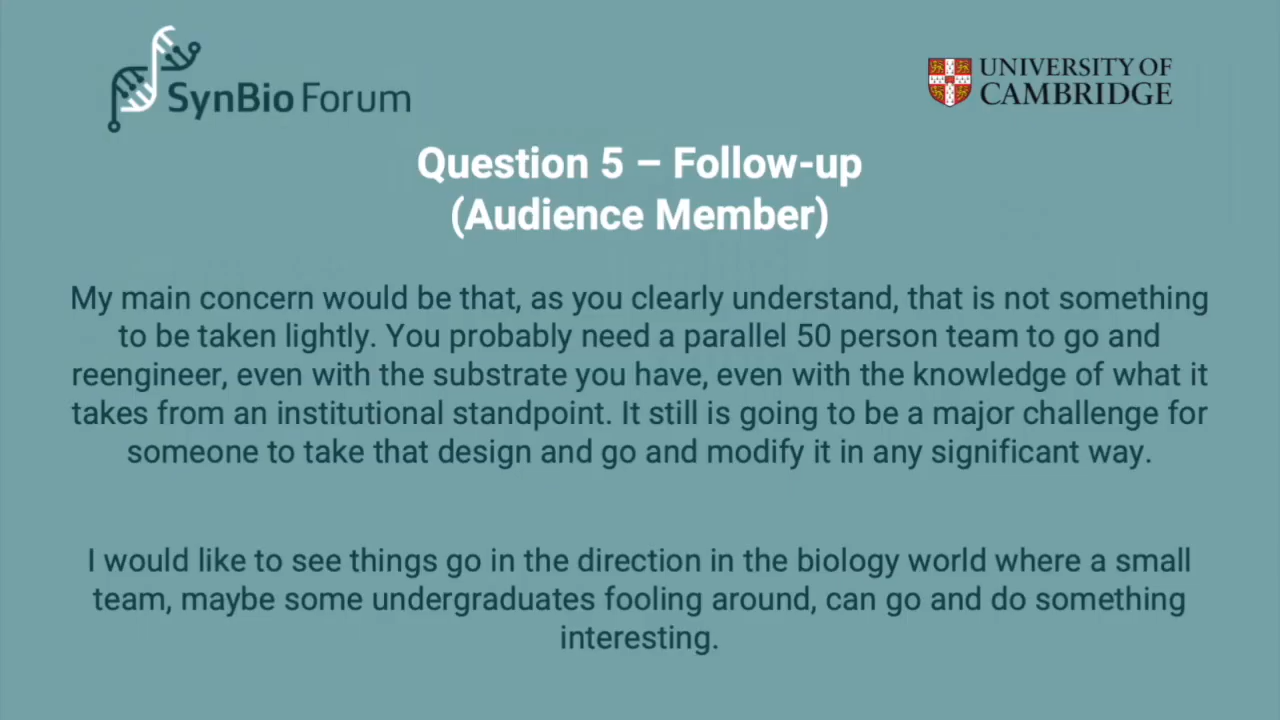 SynBio Forum
UNIVERSITY OF
CAMBRIDGE
Question 5 – Follow-up
(Audience Member)
My main concern would be that, as you clearly understand, that is not something
to be taken lightly. You probably need a parallel 50 person team to go and
reengineer, even with the substrate you have, even with the knowledge of what it
takes from an institutional standpoint. It still is going to be a major challenge for
someone to take that design and go and modify it in any significant way.
I would like to see things go in the direction in the biology world where a small
team, maybe some undergraduates fooling around, can go and do something
interesting.